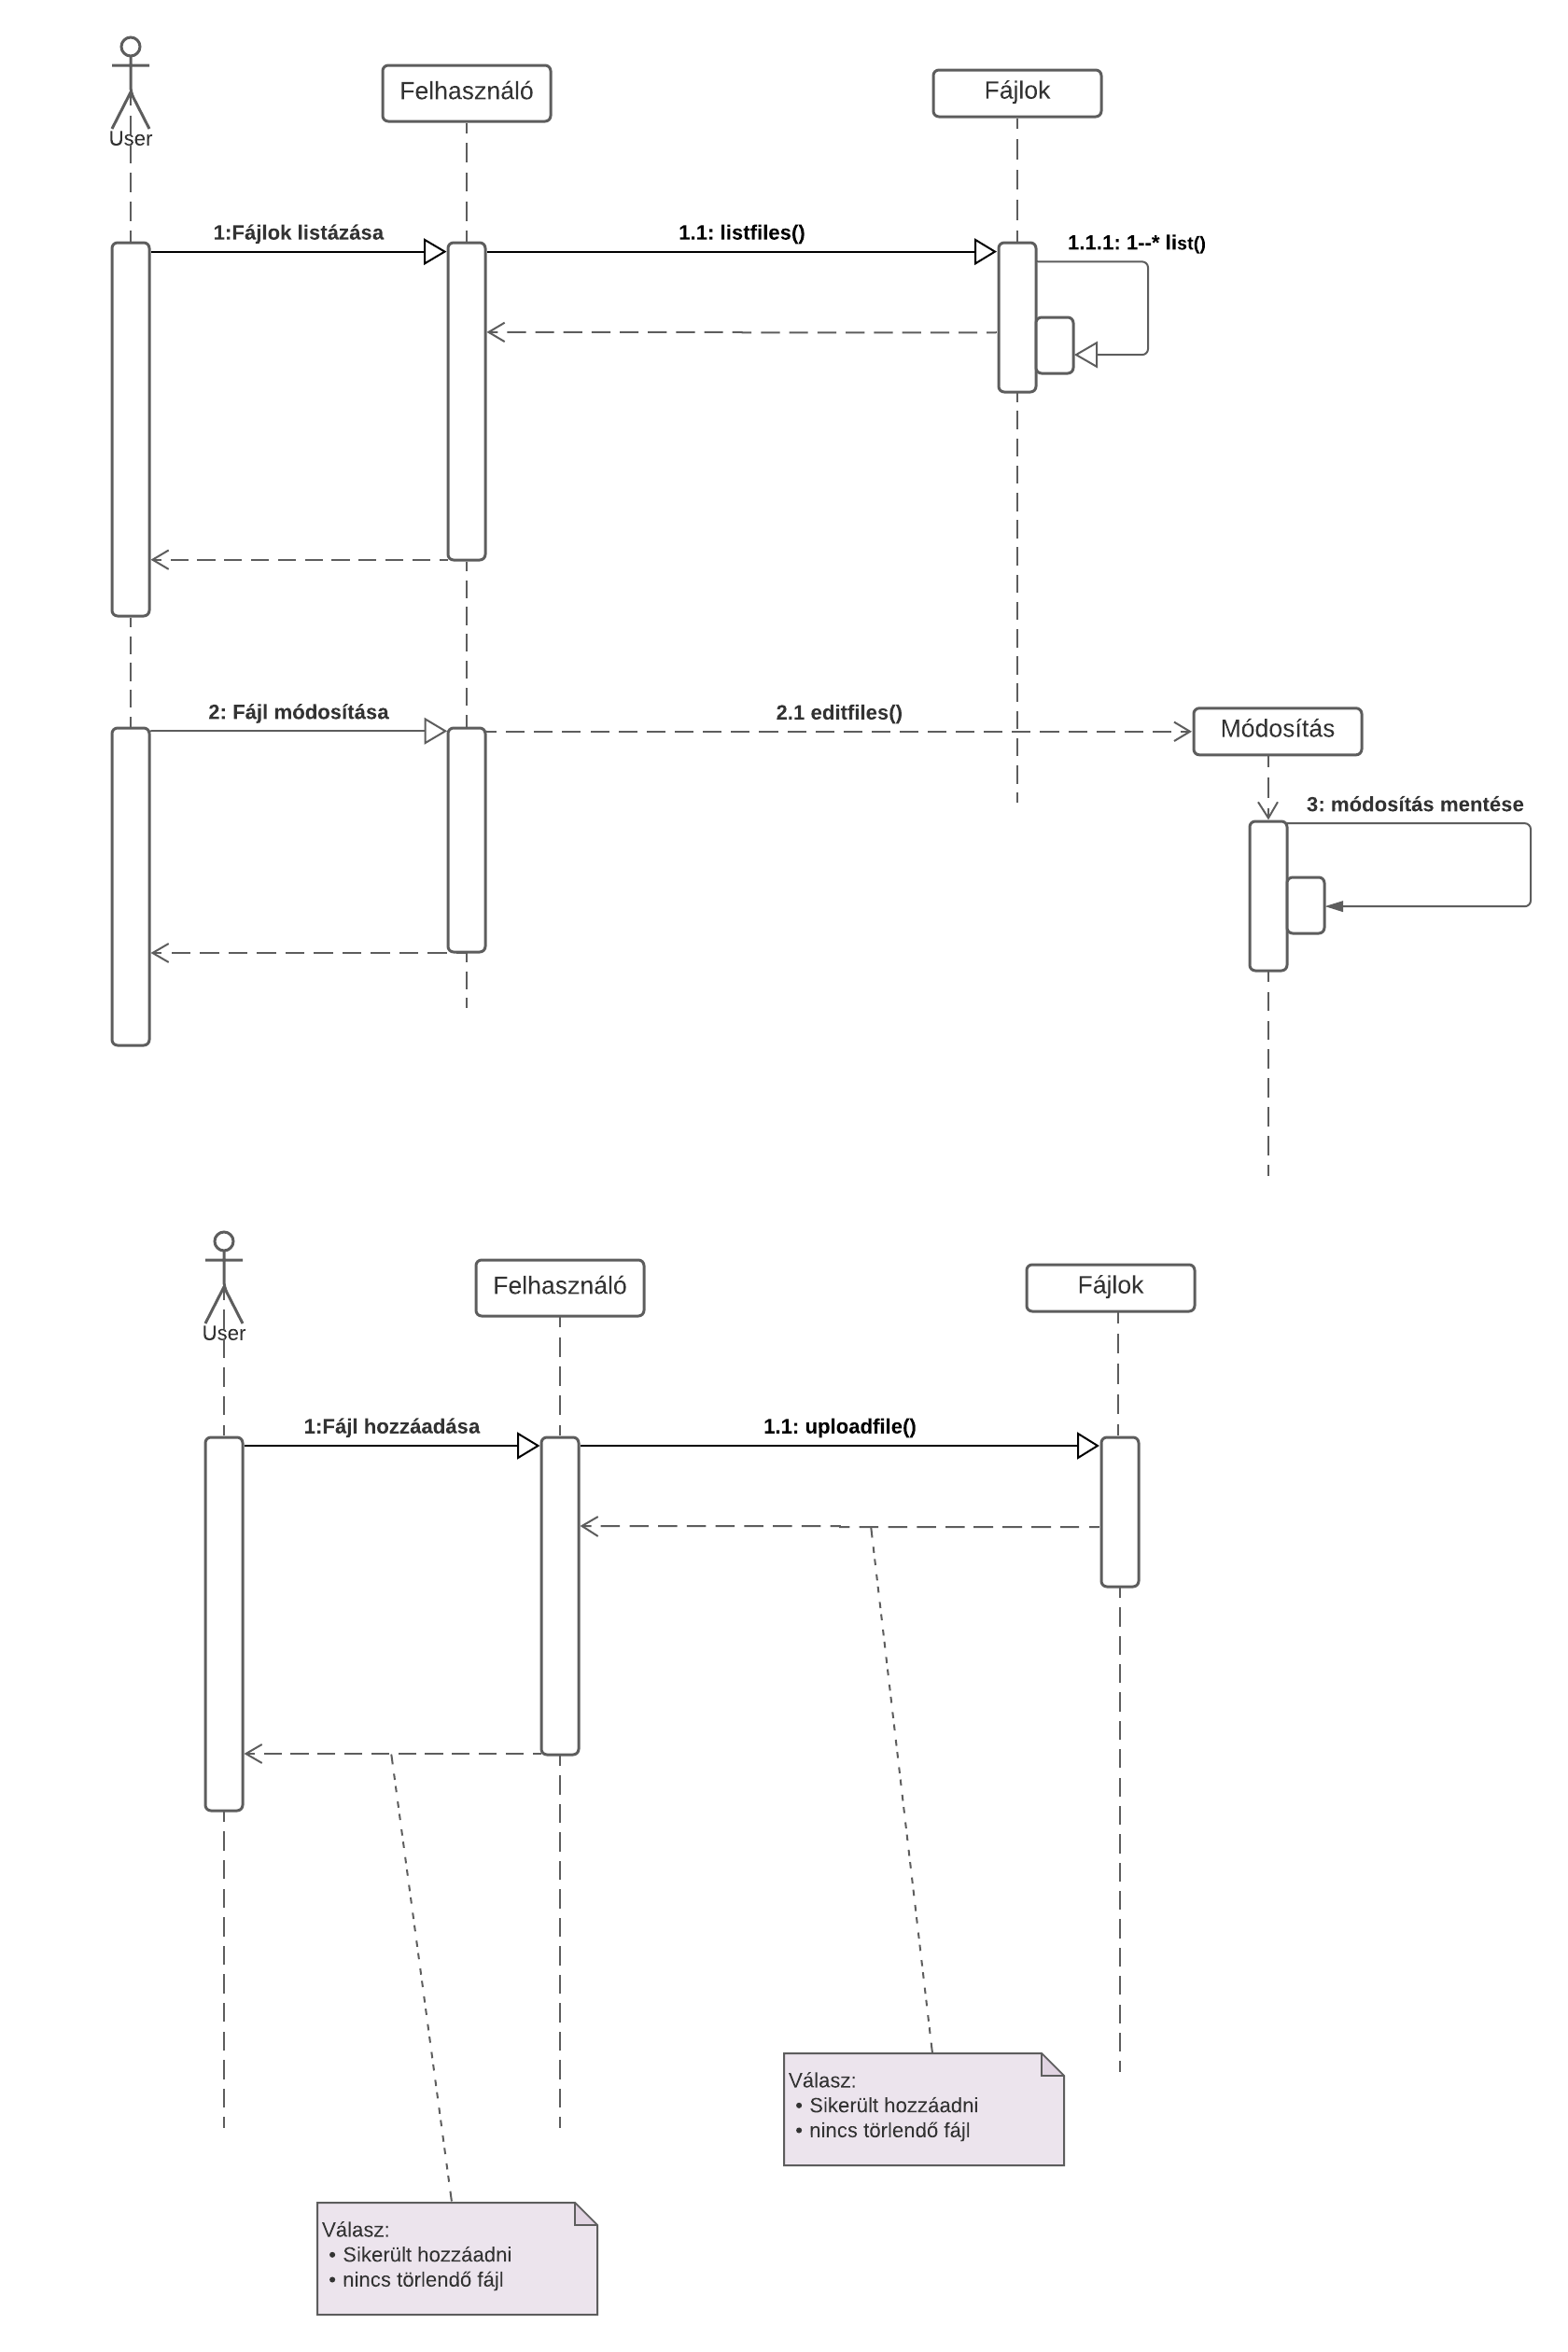 User
Felhasználó
Fájlok
1:Fájlok listázása
1.1: listfiles()
1.1.1: 1--* list()
2: Fájl módosítása
2.1 editfiles()
Módosítás
3: módosítás mentése
User
Felhasználó
Fájlok
1:Fájl hozzáadása
1.1: uploadfile()
Válasz:
• Sikerült hozzáadni
• nincs törlendő fájl
Válasz:
• Sikerült hozzáadni
• nincs törlendő fájl